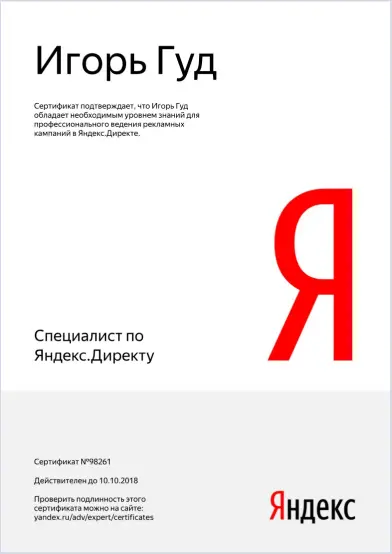 Игорь Гуд
Сертификат подтверждает, что Игорь Гуд
обладает необходимым уровнем знаний для
профессионального ведения рекламных
кампаний в Яндекс.Директе.
Я
Специалист по
Яндекс.Директу
Сертификат №98261
Действителен до 10.10.2018
Проверить подлинность этого
сертификата можно на сайте:
yandex.ru/adv/expert/certificates
Яндекс